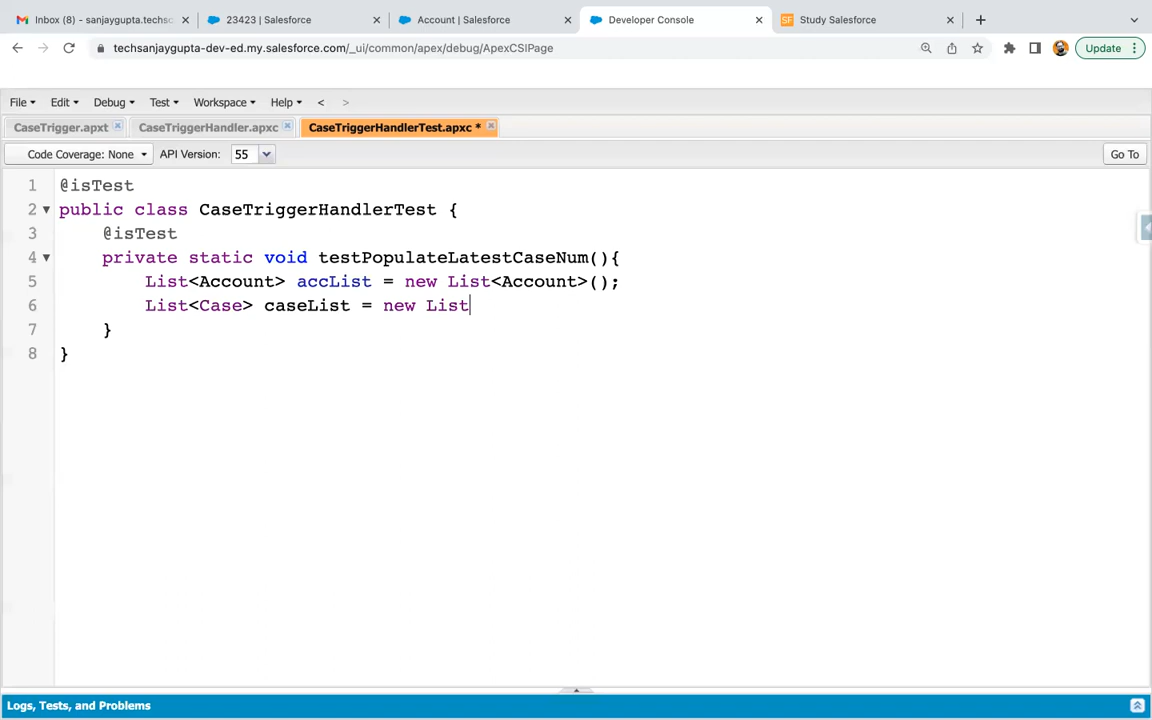 Inbox (8) - sanjaygupta.techsc
23423 | Salesforce
Account | Salesforce
Developer Console
SF Study Salesforce
techsanjaygupta-dev-ed.my.salesforce.com/_ui/common/apex/debug/ApexCSIPage
Update
File Edit Debug Test Workspace Help < >
CaseTrigger.apxt CaseTriggerHandler.apxc CaseTriggerHandlerTest.apxc *
Code Coverage: None API Version: 55 Go To
1 @isTest
2 public class CaseTriggerHandlerTest {
3 @isTest
4 private static void testPopulateLatestCaseNum(){
5 List<Account> accList = new List<Account>();
6 List<Case> caseList = new List
7 }
8 }
Logs, Tests, and Problems